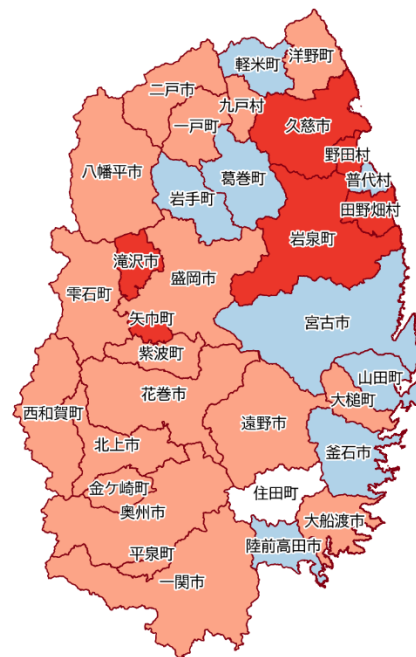 洋野町
軽米町
二戸市
九戸村
一戸町
久慈市
野田村
八幡平市
葛巻町
普代村
岩手町
田野畑村
岩泉町
滝沢市
盛岡市
雫石町
宮古市
矢巾町
紫波町
山田町
花巻市
大槌町
西和賀町
遠野市
北上市
釜石市
金ケ崎町
住田町
奥州市
大船渡市
陸前高田市
平泉町
一関市